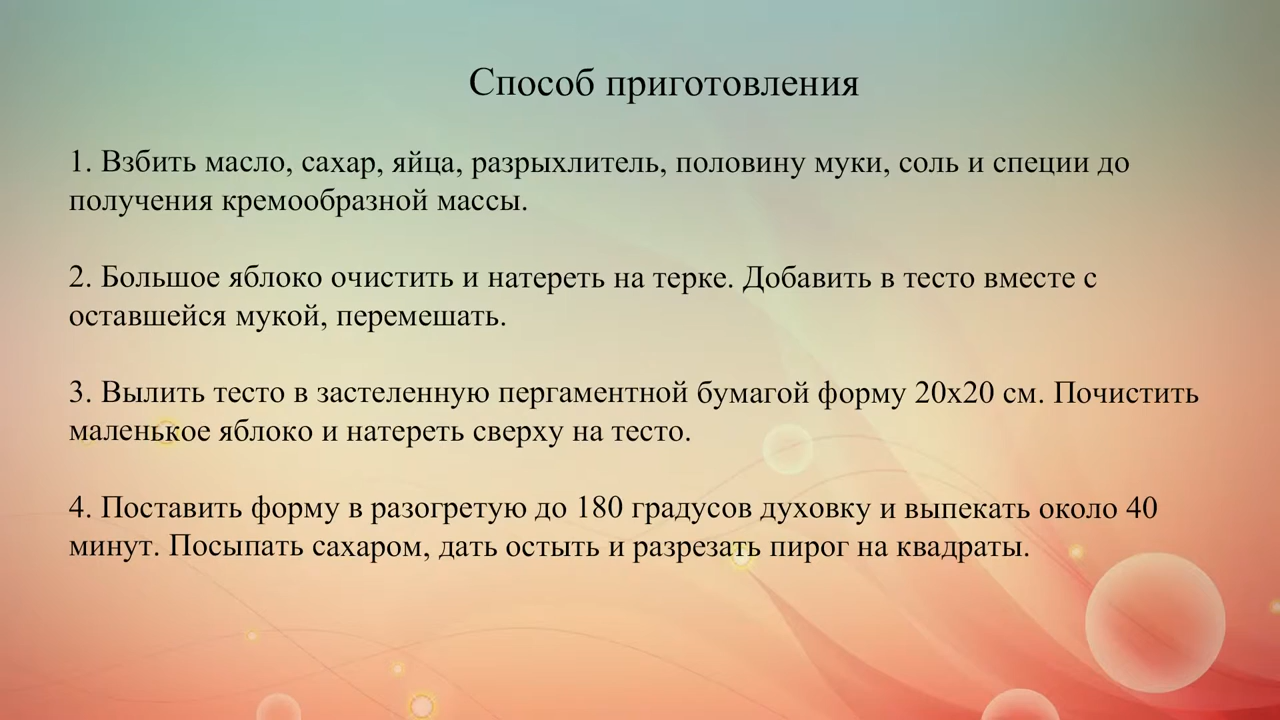 Способ приготовления
1. Взбить масло, сахар, яйца, разрыхлитель, половину муки, соль и специи до
получения кремообразной массы.
2. Большое яблоко очистить и натереть на терке. Добавить в тесто вместе с
оставшейся мукой, перемешать.
3. Вылить тесто в застеленную пергаментной бумагой форму 20х20 см. Почистить
маленькое яблоко и натереть сверху на тесто.
4. Поставить форму в разогретую до 180 градусов духовку и выпекать около 40
минут. Посыпать сахаром, дать остыть и разрезать пирог на квадраты.